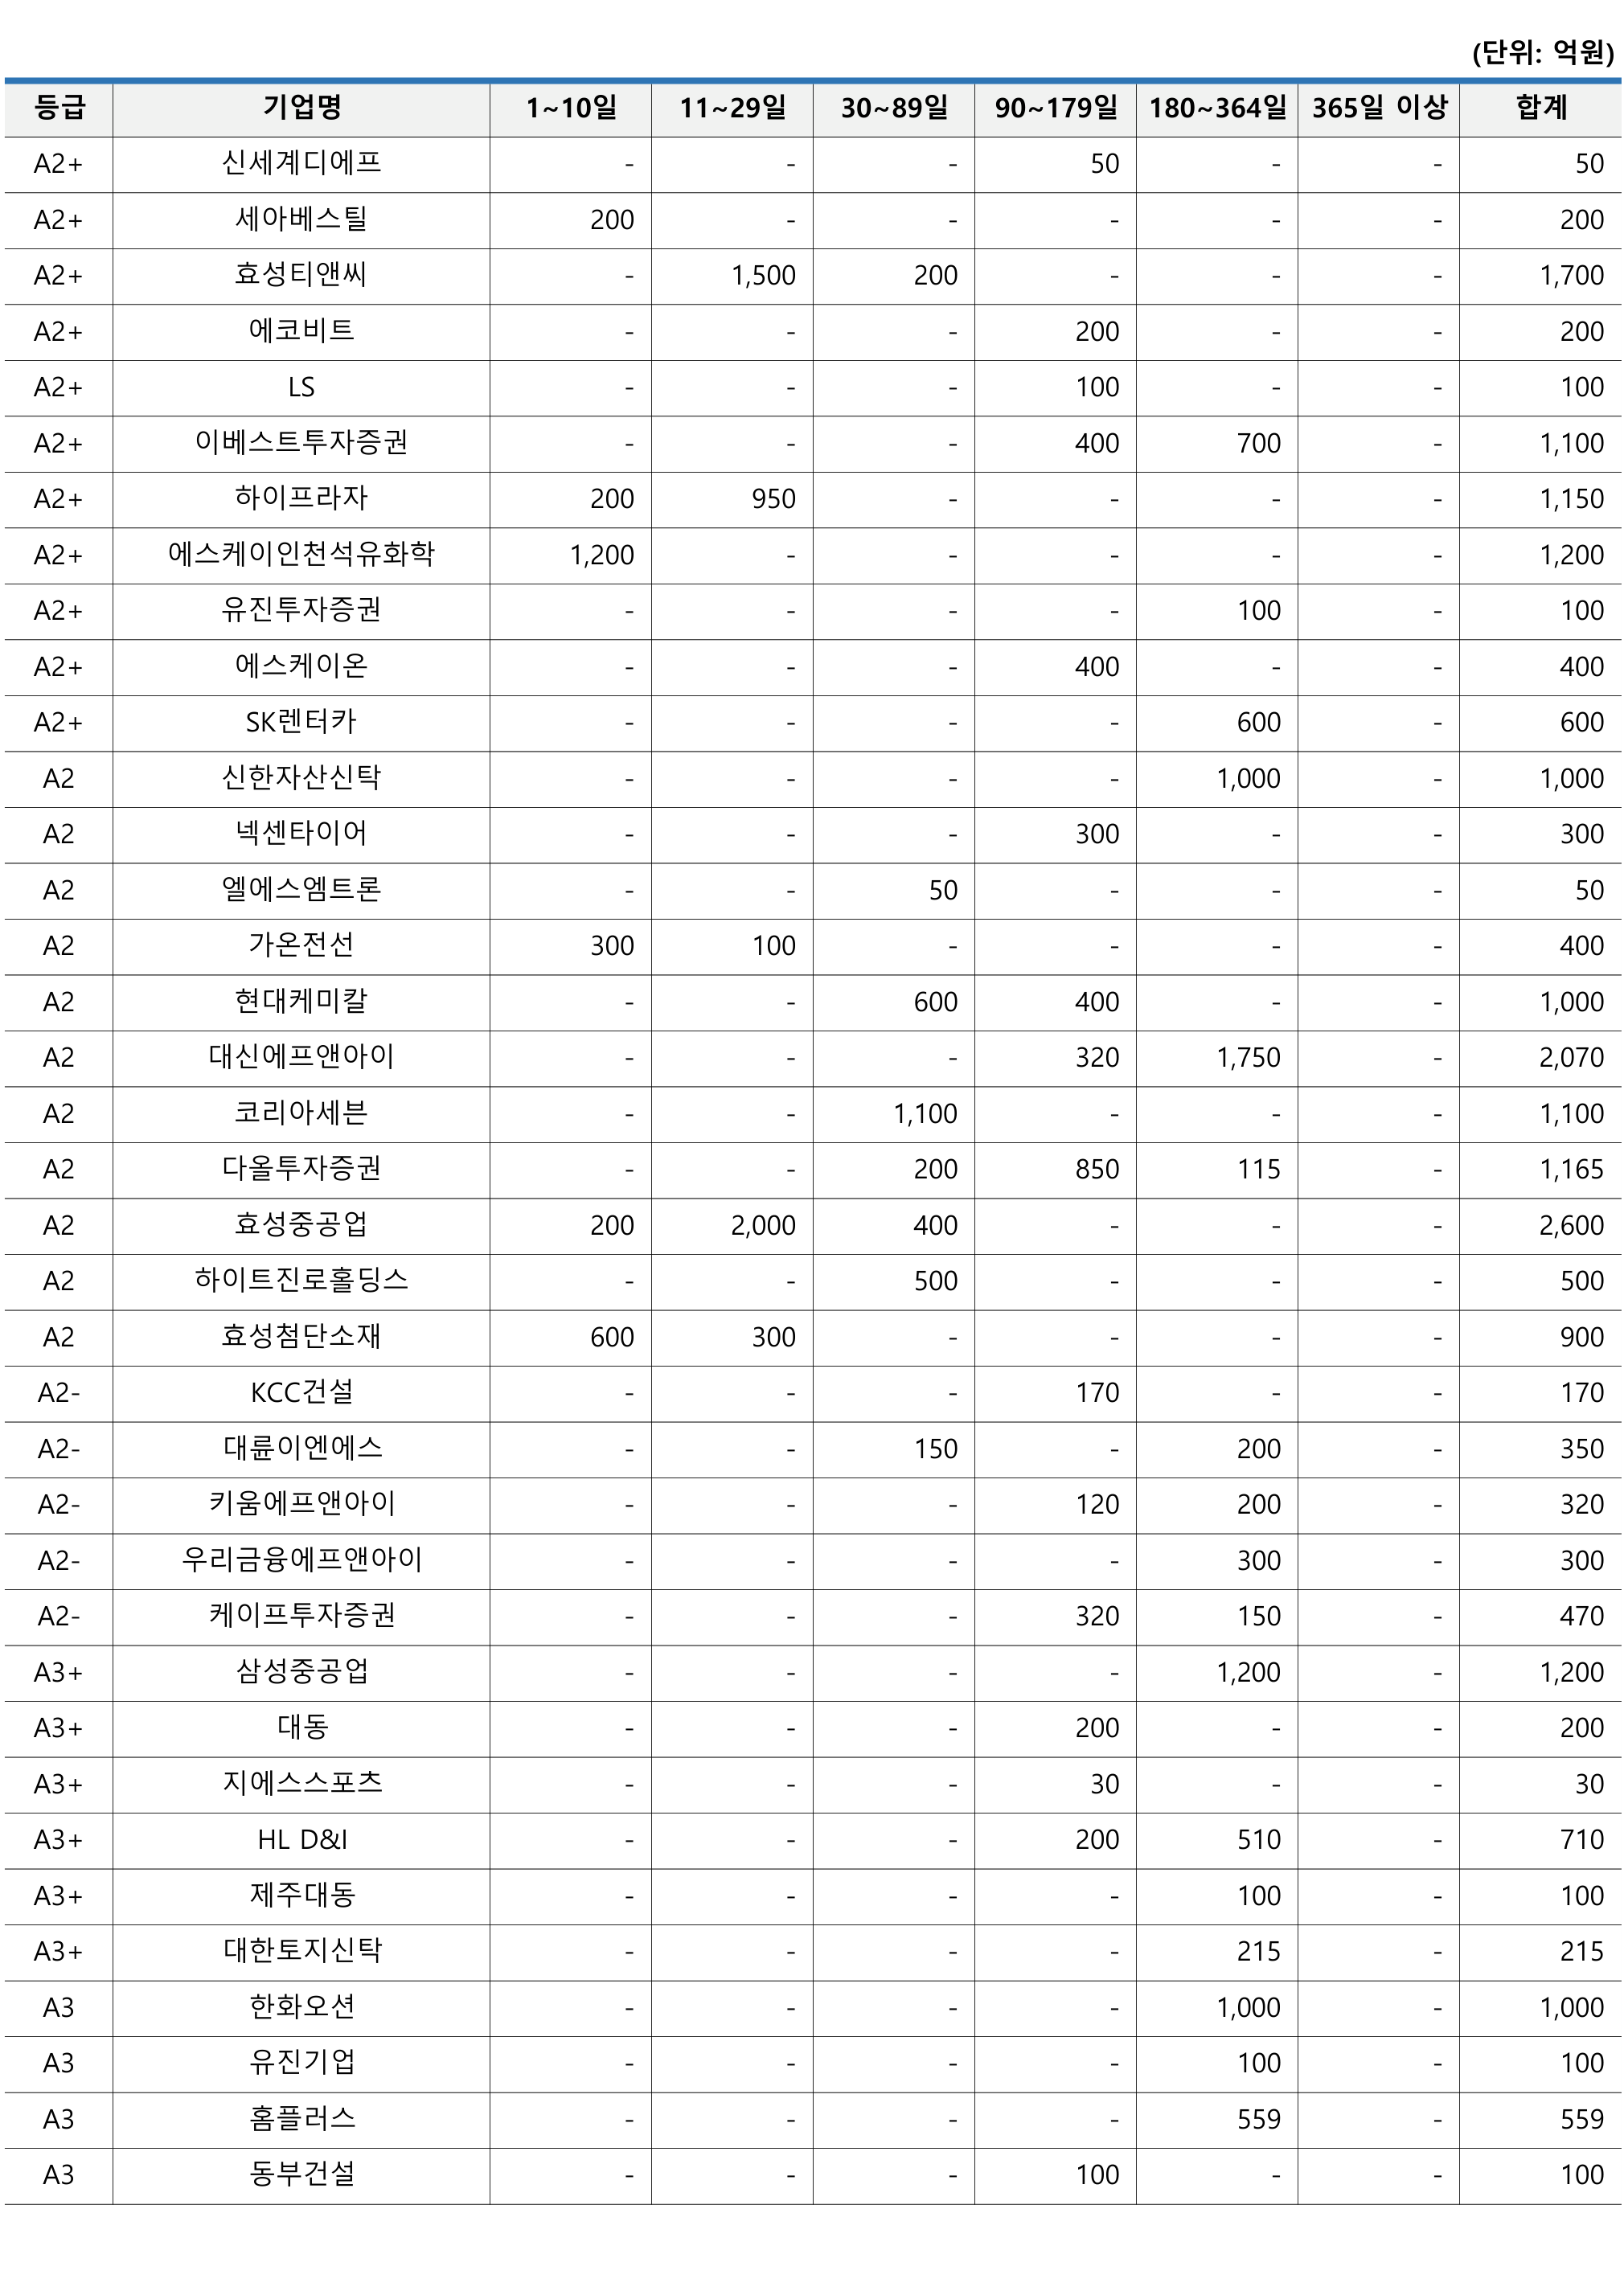 (단위: 억원)
등급 기업명 1~10일 11~29일 30~89일 90~179일 180~364일 365일 이상 합계
A2+ 신세계디에프 - - - 50 - - 50
A2+ 세아베스틸 200 - - - - - 200
A2+ 효성티앤씨 - 1,500 200 - - - 1,700
A2+ 에코비트 - - - 200 - - 200
A2+ LS - - - 100 - - 100
A2+ 이베스트투자증권 - - - 400 700 - 1,100
A2+ 하이프라자 200 950 - - - - 1,150
A2+ 에스케이인천석유화학 1,200 - - - - - 1,200
A2+ 유진투자증권 - - - - 100 - 100
A2+ 에스케이온 - - - 400 - - 400
A2+ SK렌터카 - - - - 600 - 600
A2 신한자산신탁 - - - - 1,000 - 1,000
A2 넥센타이어 - - - 300 - - 300
A2 엘에스엠트론 - - 50 - - - 50
A2 가온전선 300 100 - - - - 400
A2 현대케미칼 - - 600 400 - - 1,000
A2 대신에프앤아이 - - - 320 1,750 - 2,070
A2 코리아세븐 - - 1,100 - - - 1,100
A2 다올투자증권 - - 200 850 115 - 1,165
A2 효성중공업 200 2,000 400 - - - 2,600
A2 하이트진로홀딩스 - - 500 - - - 500
A2 효성첨단소재 600 300 - - - - 900
A2- KCC건설 - - - 170 - - 170
A2- 대륜이엔에스 - - 150 - 200 - 350
A2- 키움에프앤아이 - - - 120 200 - 320
A2- 우리금융에프앤아이 - - - - 300 - 300
A2- 케이프투자증권 - - - 320 150 - 470
A3+ 삼성중공업 - - - - 1,200 - 1,200
A3+ 대동 - - - 200 - - 200
A3+ 지에스스포츠 - - - 30 - - 30
A3+ HL D&I - - - 200 510 - 710
A3+ 제주대동 - - - - 100 - 100
A3+ 대한토지신탁 - - - - 215 - 215
A3 한화오션 - - - - 1,000 - 1,000
A3 유진기업 - - - - 100 - 100
A3 홈플러스 - - - - 559 - 559
A3 동부건설 - - - 100 - - 100